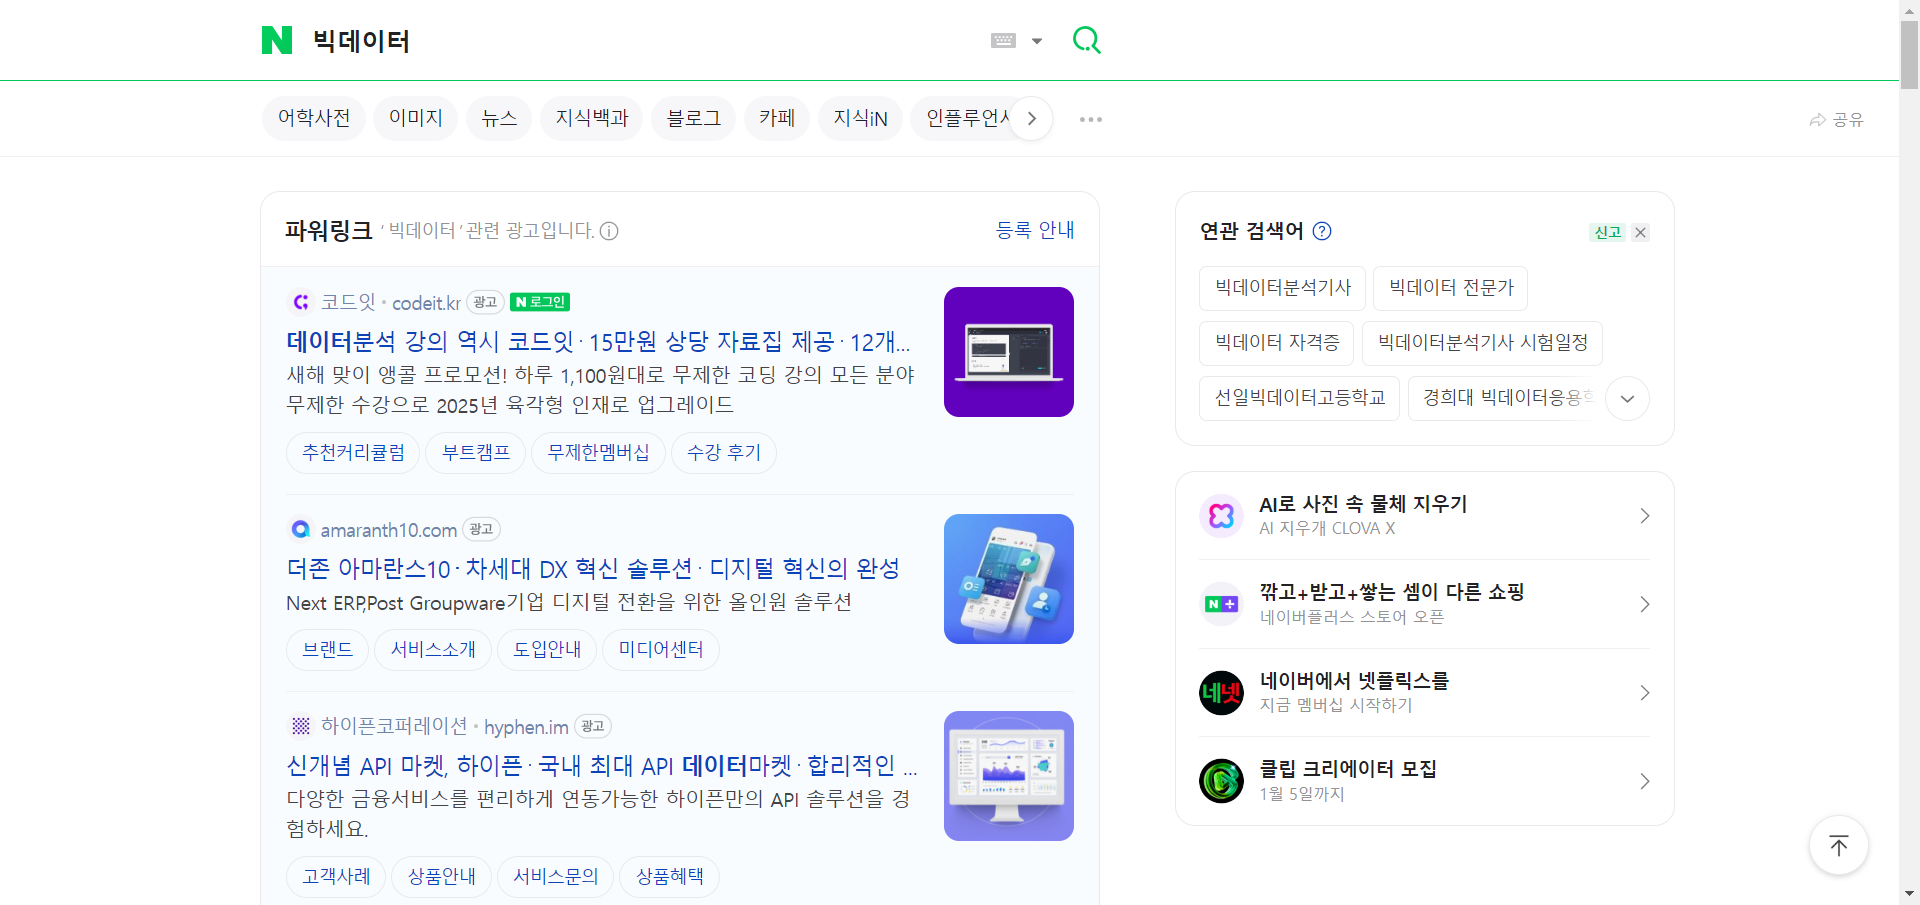 N 빅데이터
어학사전 이미지 뉴스 지식백과 블로그 카페 지식iN 인플루언서
공유
파워링크 '빅데이터' 관련 광고입니다.
등록 안내
코드잇 codeit.kr 광고 N 로그인
데이터분석 강의 역시 코드잇 · 15만원 상당 자료집 제공 · 12개...
새해 맞이 앵콜 프로모션! 하루 1,100원대로 무제한 코딩 강의 모든 분야
무제한 수강으로 2025년 육각형 인재로 업그레이드
추천커리큘럼 부트캠프 무제한멤버십 수강 후기
amaranth10.com 광고
더존 아마란스10 · 차세대 DX 혁신 솔루션 · 디지털 혁신의 완성
Next ERP,Post Groupware기업 디지털 전환을 위한 올인원 솔루션
브랜드 서비스소개 도입안내 미디어센터
하이픈코퍼레이션 hyphen.im 광고
신개념 API 마켓, 하이픈 · 국내 최대 API 데이터마켓 · 합리적인 ...
다양한 금융서비스를 편리하게 연동가능한 하이픈만의 API 솔루션을 경
험하세요.
고객사례 상품안내 서비스문의 상품혜택
연관 검색어 ?
신고
빅데이터분석기사 빅데이터 전문가
빅데이터 자격증 빅데이터분석기사 시험일정
선일빅데이터고등학교 경희대 빅데이터응용학
AI로 사진 속 물체 지우기
AI 지우개 CLOVA X
N+
깎고+받고+쌓는 셈이 다른 쇼핑
네이버플러스 스토어 오픈
네넷
네이버에서 넷플릭스를
지금 멤버십 시작하기
클립 크리에이터 모집
1월 5일까지